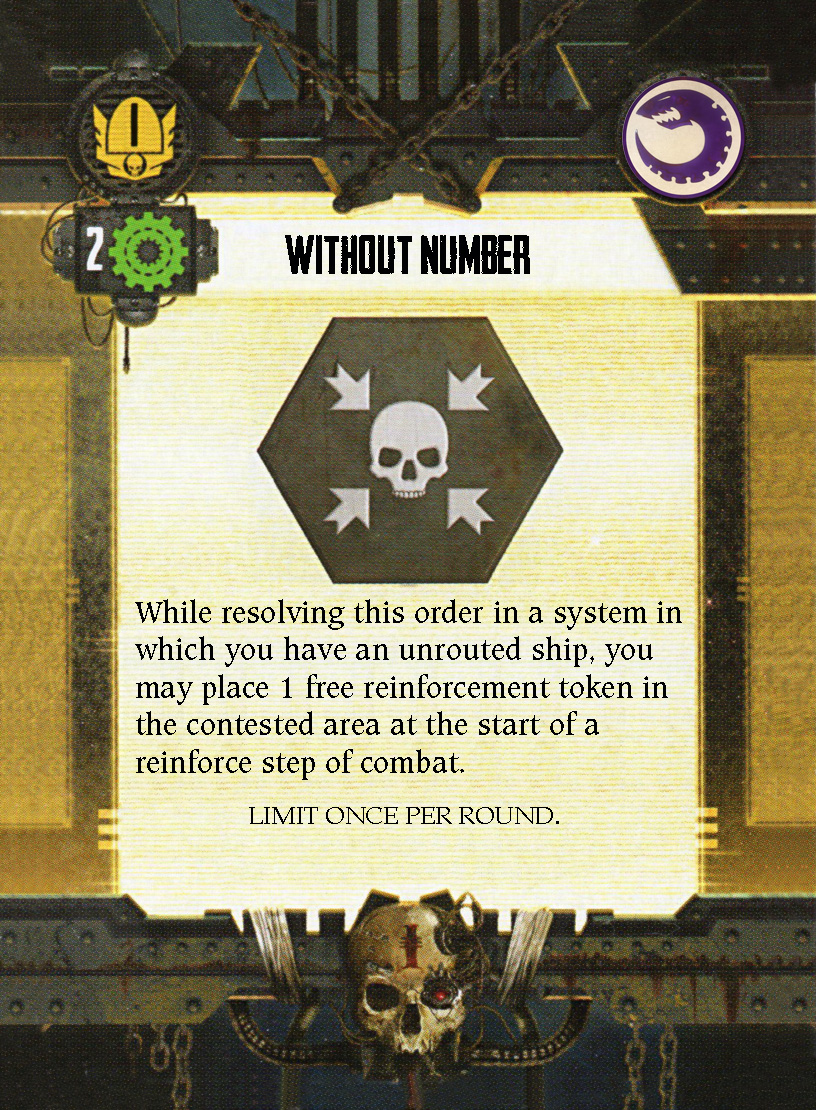 1
2
WITHOUT NUMBER
While resolving this order in a system in
which you have an unrouted ship, you
may place 1 free reinforcement token in
the contested area at the start of a
reinforce step of combat.
LIMIT ONCE PER ROUND.
I